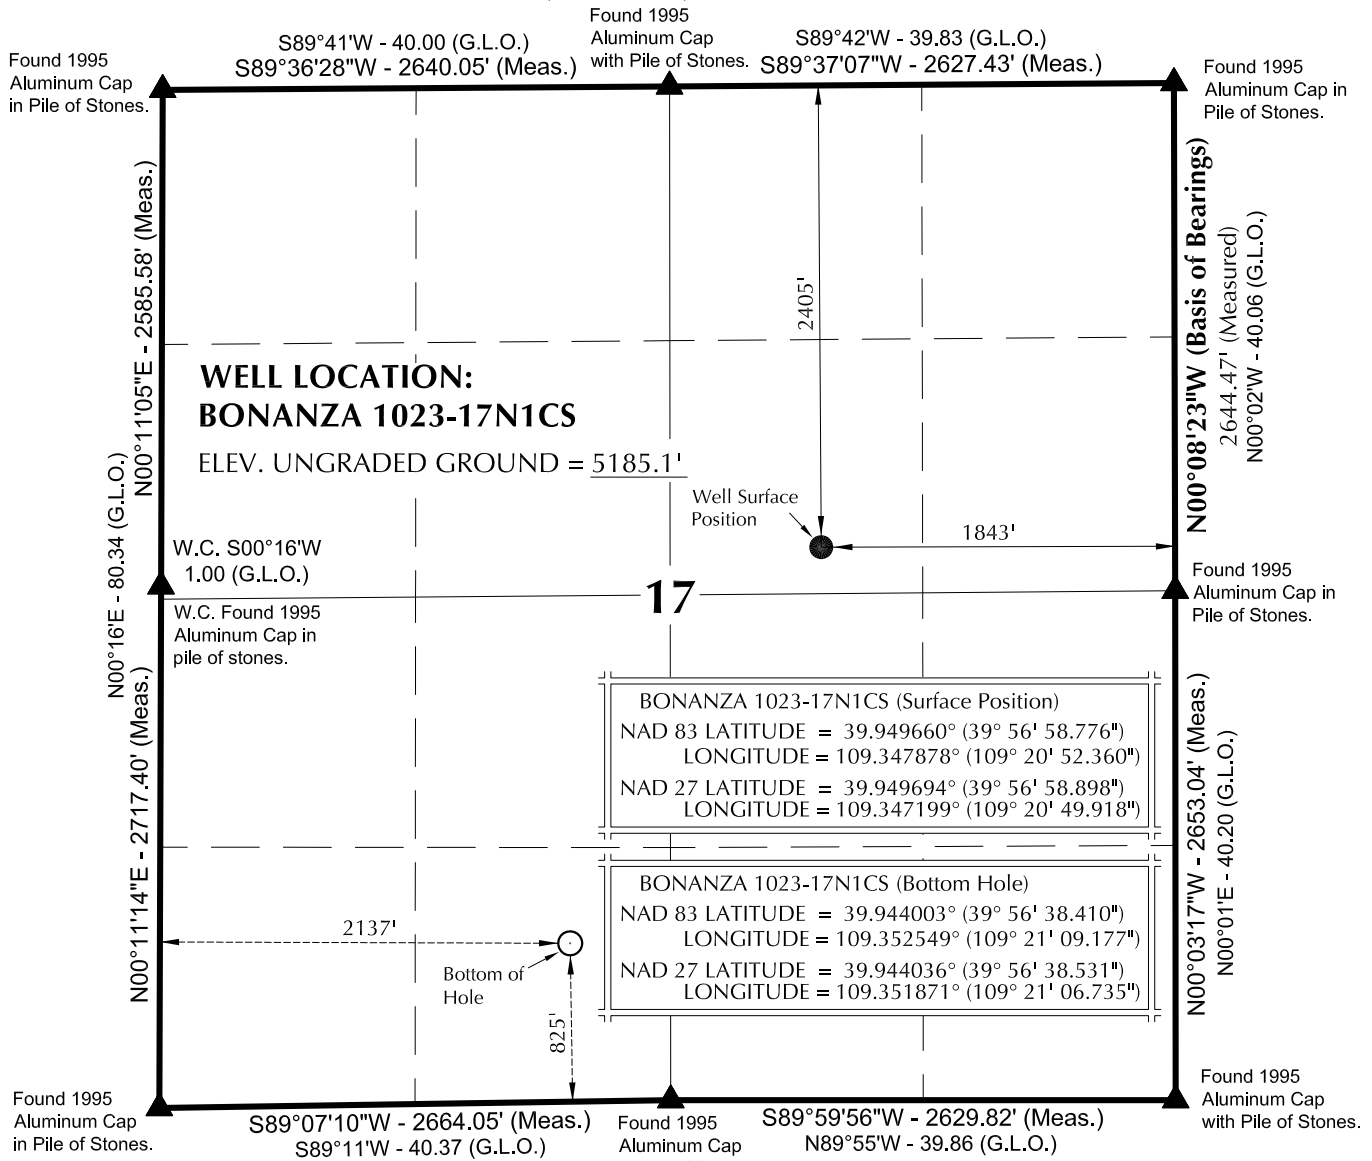 Found 1995
Aluminum Cap
in Pile of Stones.
S89°41'W - 40.00 (G.L.O.)
S89°36'28"W - 2640.05' (Meas.)
Found 1995
Aluminum Cap
with Pile of Stones.
S89°42'W - 39.83 (G.L.O.)
S89°37'07"W - 2627.43' (Meas.)
Found 1995
Aluminum Cap in
Pile of Stones.
N00°11'05"E - 2585.58' (Meas.)
N00°16'E - 80.34 (G.L.O.)
2405'
N00°08'23"W (Basis of Bearings)
2644.47' (Measured)
N00°02'W - 40.06 (G.L.O.)
WELL LOCATION:
BONANZA 1023-17N1CS
ELEV. UNGRADED GROUND = 5185.1'
Well Surface
Position
1843'
W.C. S00°16'W
1.00 (G.L.O.)
W.C. Found 1995
Aluminum Cap in
pile of stones.
17
Found 1995
Aluminum Cap in
Pile of Stones.
N00°11'14"E - 2717.40' (Meas.)
BONANZA 1023-17N1CS (Surface Position)
NAD 83 LATITUDE = 39.949660° (39° 56' 58.776")
LONGITUDE = 109.347878° (109° 20' 52.360")
NAD 27 LATITUDE = 39.949694° (39° 56' 58.898")
LONGITUDE = 109.347199° (109° 20' 49.918")
BONANZA 1023-17N1CS (Bottom Hole)
NAD 83 LATITUDE = 39.944003° (39° 56' 38.410")
LONGITUDE = 109.352549° (109° 21' 09.177")
NAD 27 LATITUDE = 39.944036° (39° 56' 38.531")
LONGITUDE = 109.351871° (109° 21' 06.735")
N00°03'17"W - 2653.04' (Meas.)
N00°01'E - 40.20 (G.L.O.)
2137'
Bottom of
Hole
825'
Found 1995
Aluminum Cap
in Pile of Stones.
S89°07'10"W - 2664.05' (Meas.)
S89°11'W - 40.37 (G.L.O.)
Found 1995
Aluminum Cap
S89°59'56"W - 2629.82' (Meas.)
N89°55'W - 39.86 (G.L.O.)
Found 1995
Aluminum Cap
with Pile of Stones.